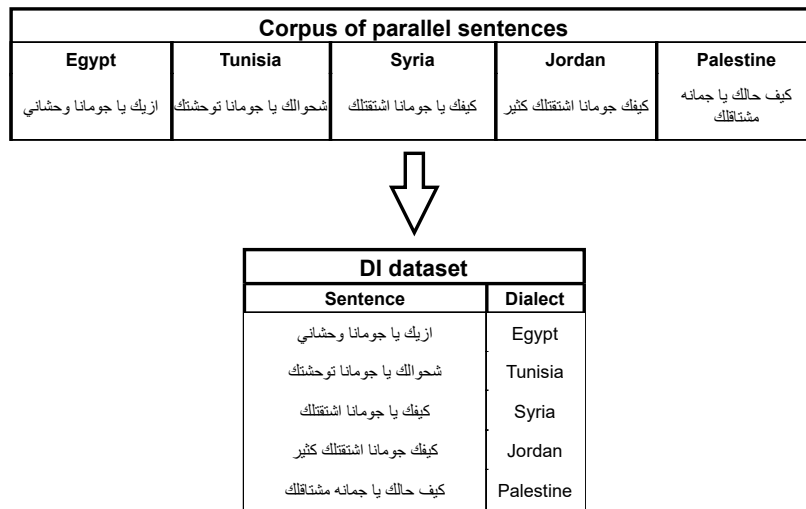 Corpus of parallel sentences
Egypt Tunisia Syria Jordan Palestine
ازيك يا جومانا وحشاني
شحوالك يا جومانا توحشتك
كيفك يا جومانا اشتقتلك
كيفك جومانا اشتقتلك كثير
كيف حالك يا جمانه
مشتاقلك
DI dataset
Sentence Dialect
ازيك يا جومانا وحشاني Egypt
شحوالك يا جومانا توحشتك Tunisia
كيفك يا جومانا اشتقتلك Syria
كيفك جومانا اشتقتلك كثير Jordan
كيف حالك يا جمانه مشتاقلك Palestine